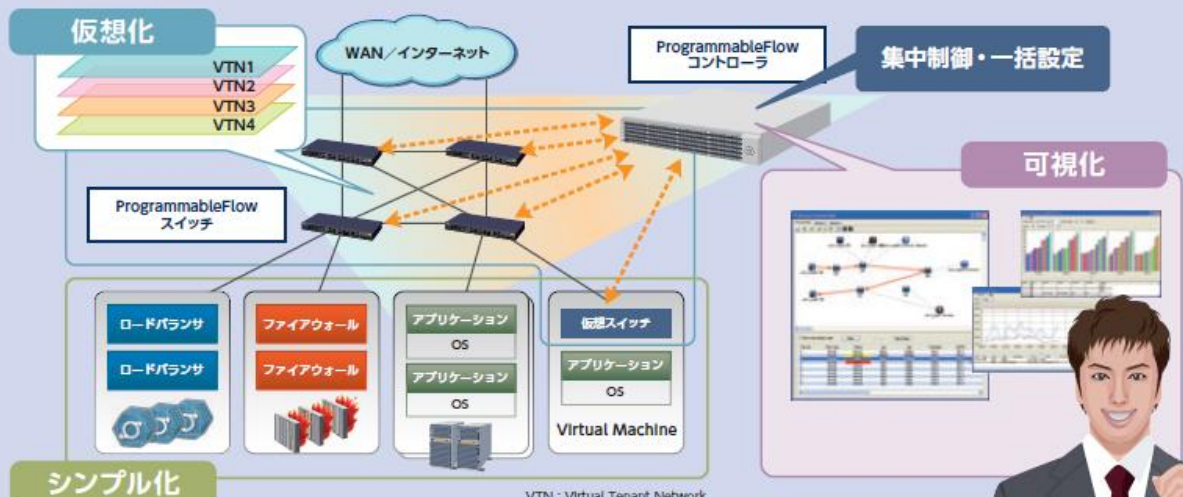 仮想化
VTN1
VTN2
VTN3
VTN4
WAN／インターネット
ProgrammableFlow
コントローラ
集中制御・一括設定
可視化
ProgrammableFlow
スイッチ
ロードバランサ
ロードバランサ
ファイアウォール
ファイアウォール
アプリケーション
OS
アプリケーション
OS
仮想スイッチ
アプリケーション
OS
Virtual Machine
シンプル化
VTN : Virtual Tenant Network